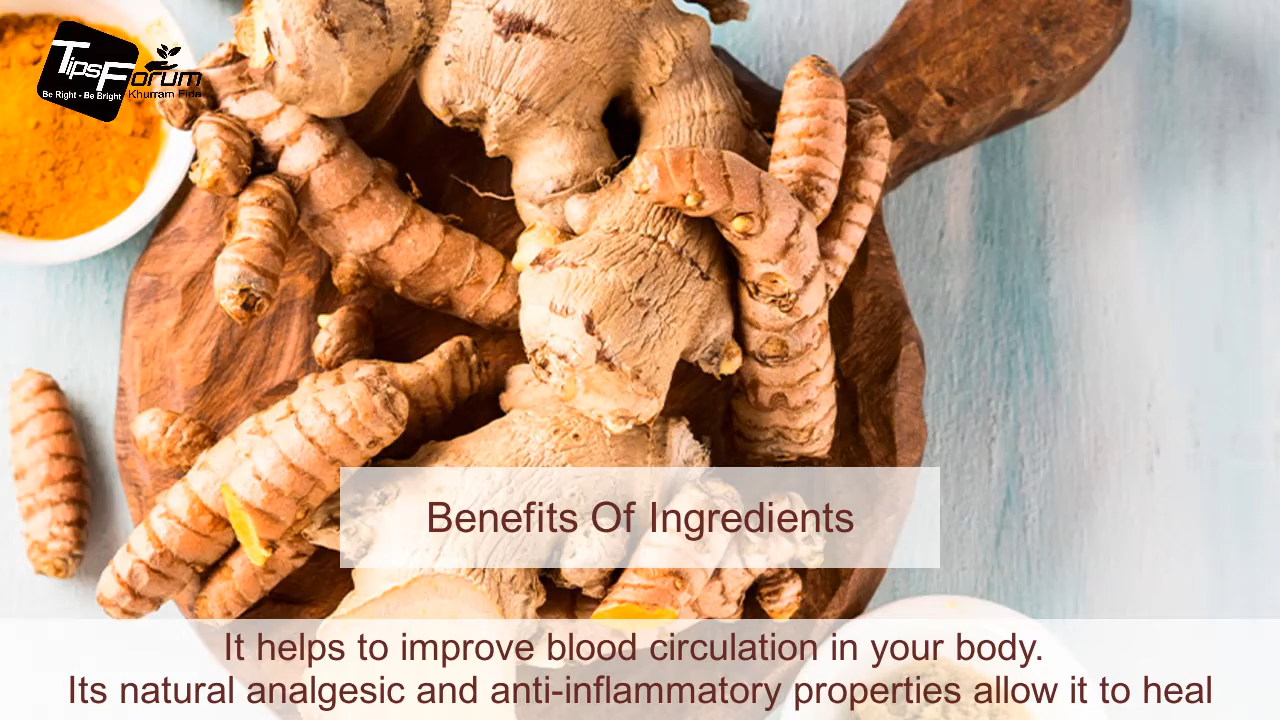 TipsForum
Be Right - Be Bright
Khurram Fida
Benefits Of Ingredients
It helps to improve blood circulation in your body.
Its natural analgesic and anti-inflammatory properties allow it to heal